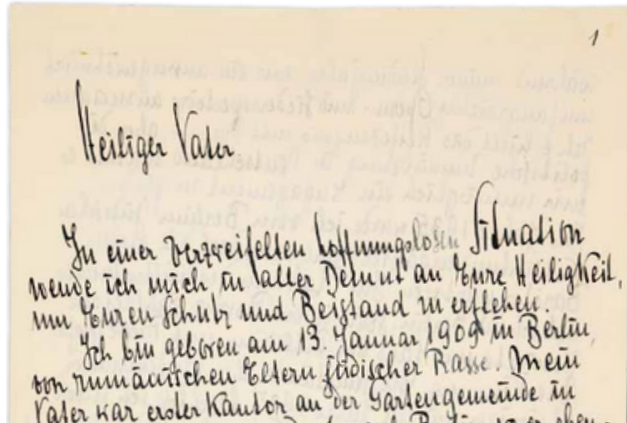 1
Heiliger Vater
In einer verzweifelten hoffnungslosen Situation
wende ich mich in aller Demut an Eure Heiligkeit,
um Euren Schutz und Beistand zu erflehen.
Ich bin geboren am 13. Januar 1909 in Berlin
von rumänischen Eltern jüdischer Rasse. Mein
Vater war erster Kantor an der Gartengemeinde in